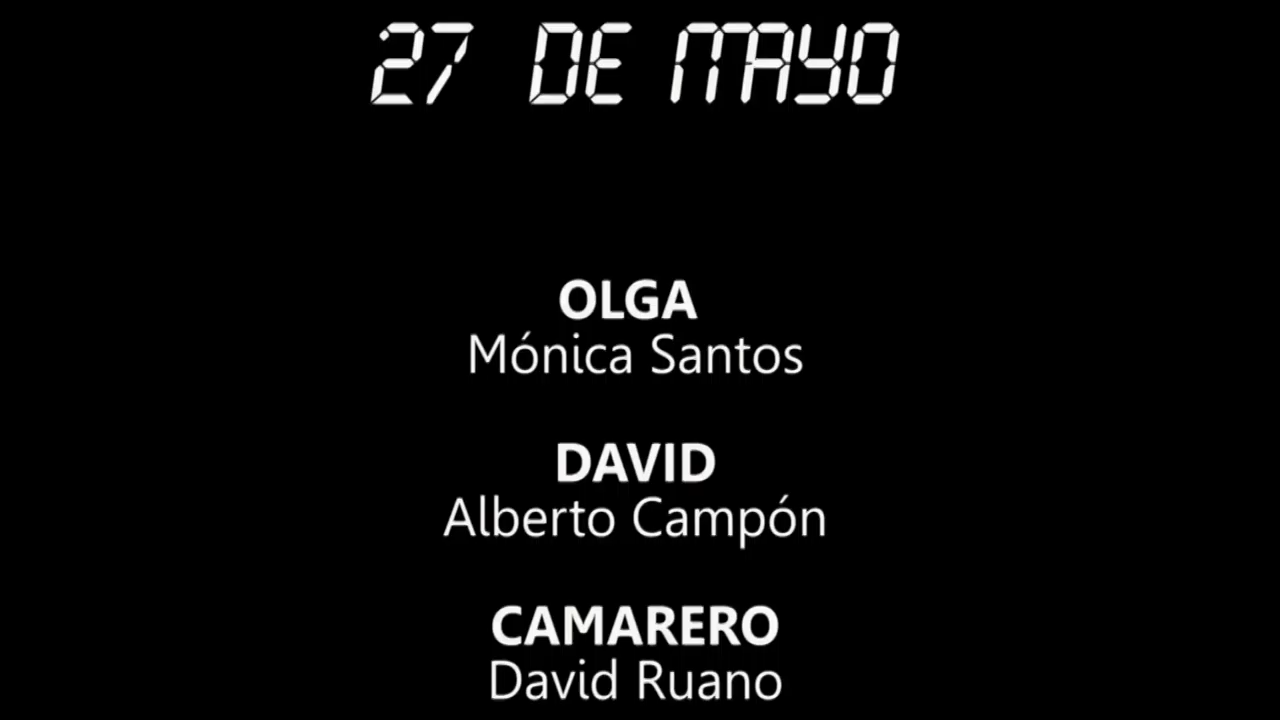 27 DE MAYO
OLGA
Mónica Santos
DAVID
Alberto Campón
CAMARERO
David Ruano